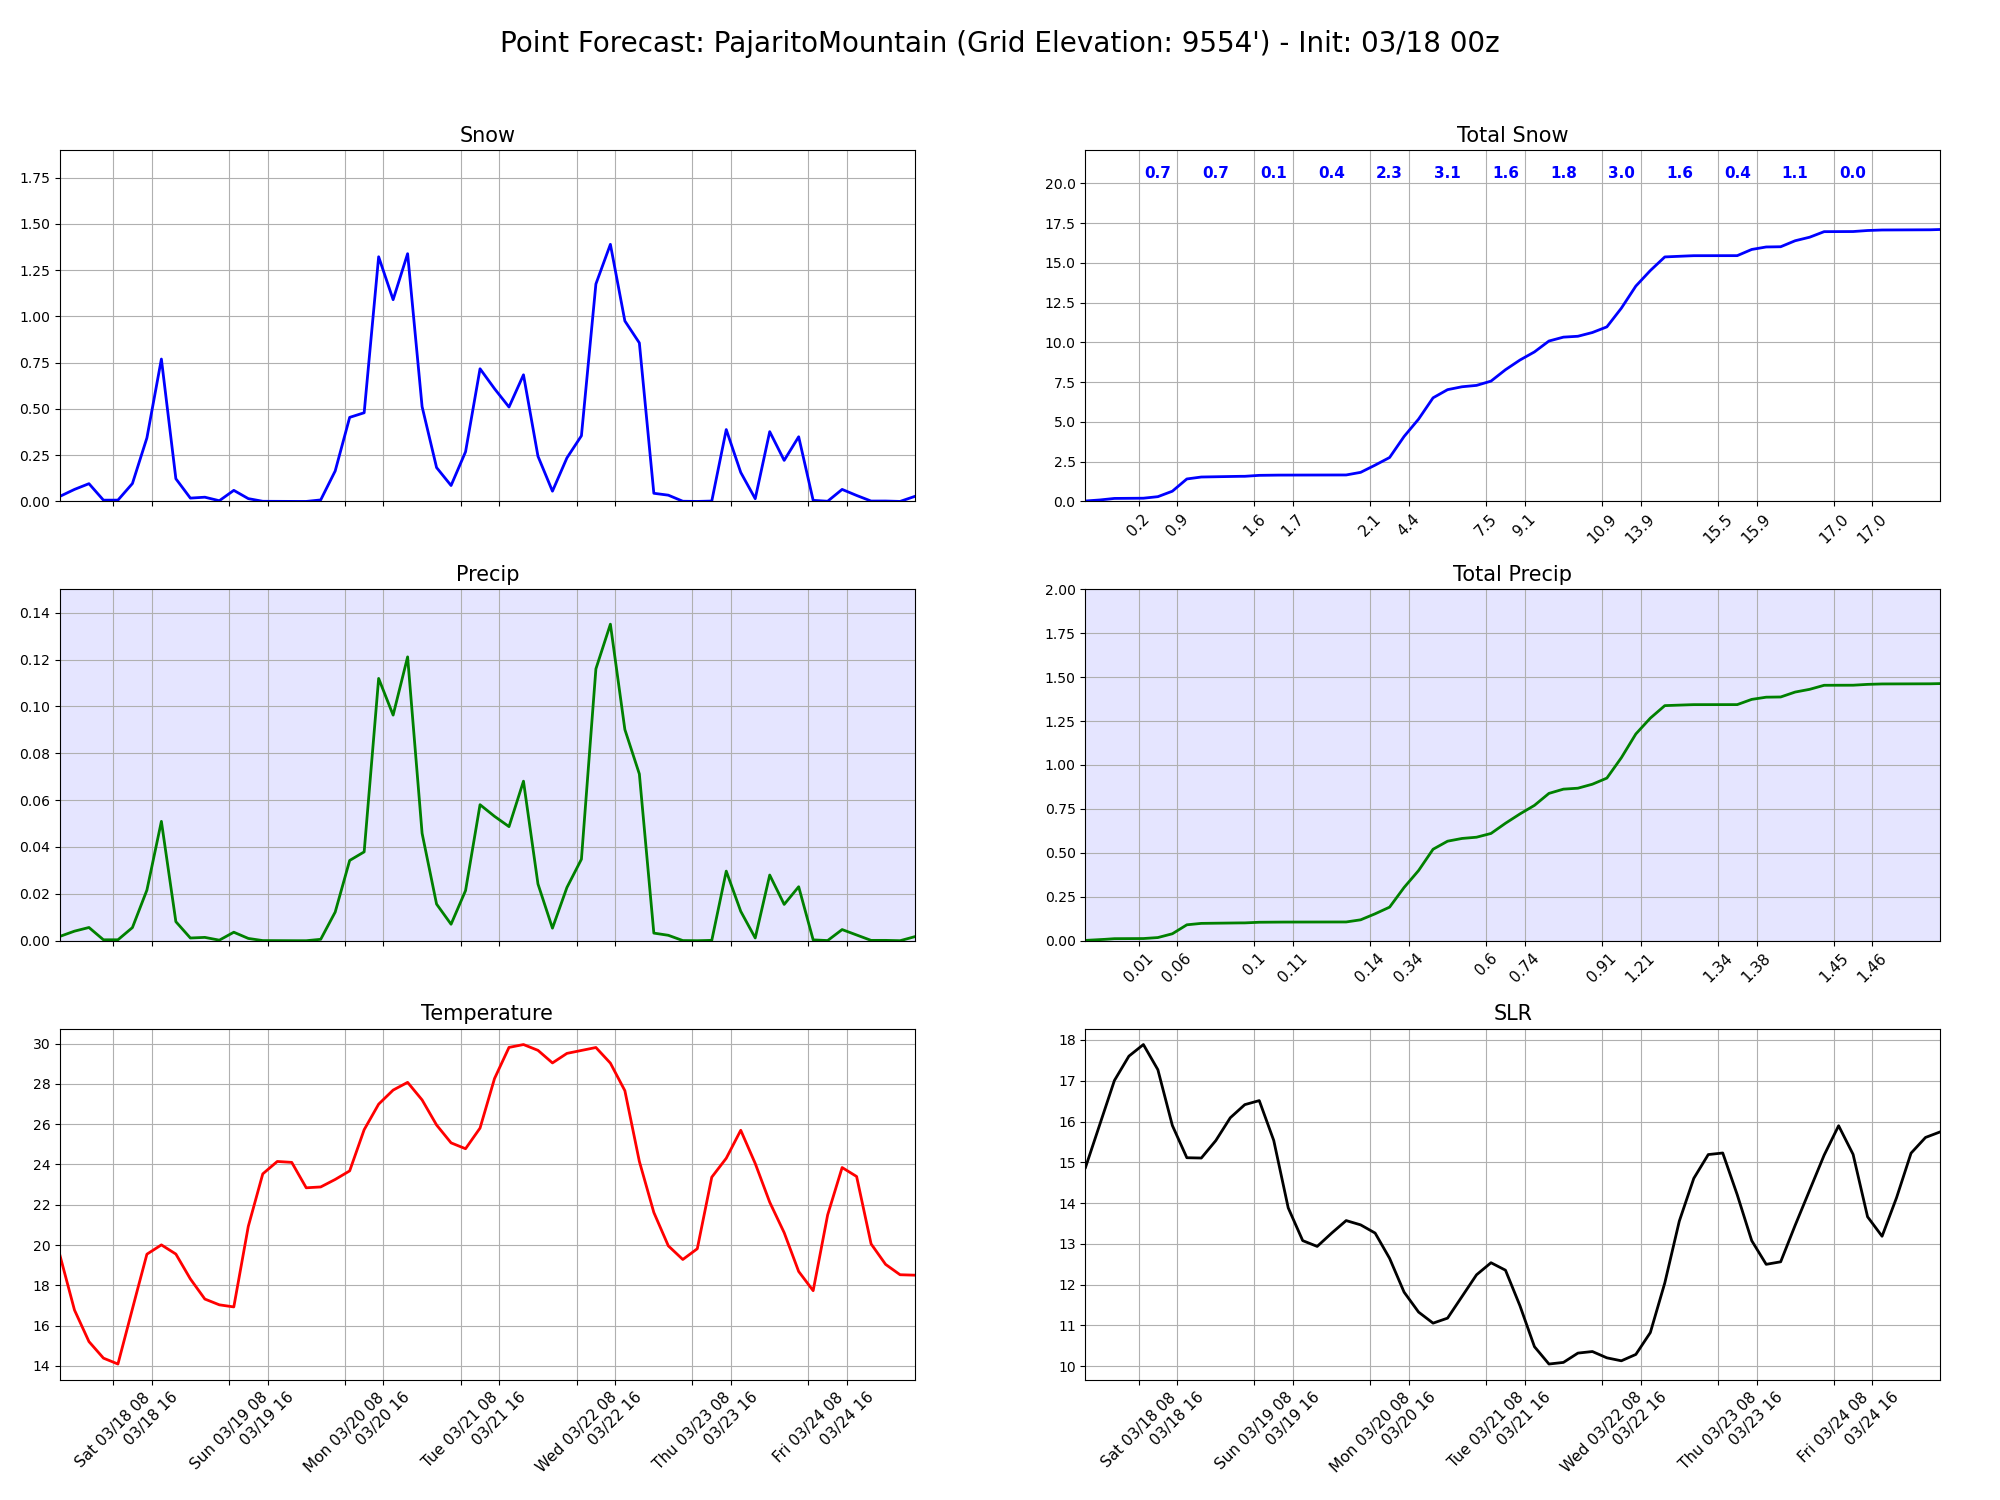 Point Forecast: PajaritoMountain (Grid Elevation: 9554') - Init: 03/18 00z
Snow
1.75
1.50
1.25
1.00
0.75
0.50
0.25
0.00
Total Snow
0.7 0.7 0.1 0.4 2.3 3.1 1.6 1.8 3.0 1.6 0.4 1.1 0.0
20.0
17.5
15.0
12.5
10.0
7.5
5.0
2.5
0.0
0.2 0.9 1.6 1.7 2.1 4.4 7.5 9.1 10.9 13.9 15.5 15.9 17.0 17.0
Precip
0.14
0.12
0.10
0.08
0.06
0.04
0.02
0.00
Total Precip
2.00
1.75
1.50
1.25
1.00
0.75
0.50
0.25
0.00
0.01 0.06 0.1 0.11 0.14 0.34 0.6 0.74 0.91 1.21 1.34 1.38 1.45 1.46
Temperature
30
28
26
24
22
20
18
16
14
Sat 03/18 08
03/18 16
Sun 03/19 08
03/19 16
Mon 03/20 08
03/20 16
Tue 03/21 08
03/21 16
Wed 03/22 08
03/22 16
Thu 03/23 08
03/23 16
Fri 03/24 08
03/24 16
SLR
18
17
16
15
14
13
12
11
10
Sat 03/18 08
03/18 16
Sun 03/19 08
03/19 16
Mon 03/20 08
03/20 16
Tue 03/21 08
03/21 16
Wed 03/22 08
03/22 16
Thu 03/23 08
03/23 16
Fri 03/24 08
03/24 16